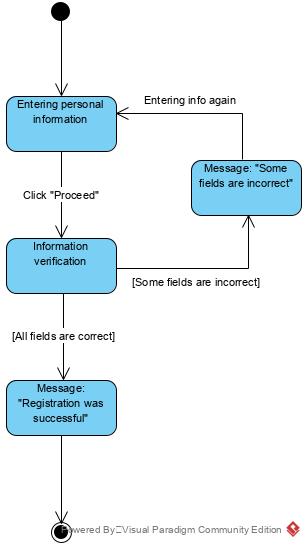 Entering personal
information
Entering info again
Message: "Some
fields are incorrect"
Click "Proceed"
Information
verification
[Some fields are incorrect]
[All fields are correct]
Message:
"Registration was
successful"
Powered By Visual Paradigm Community Edition